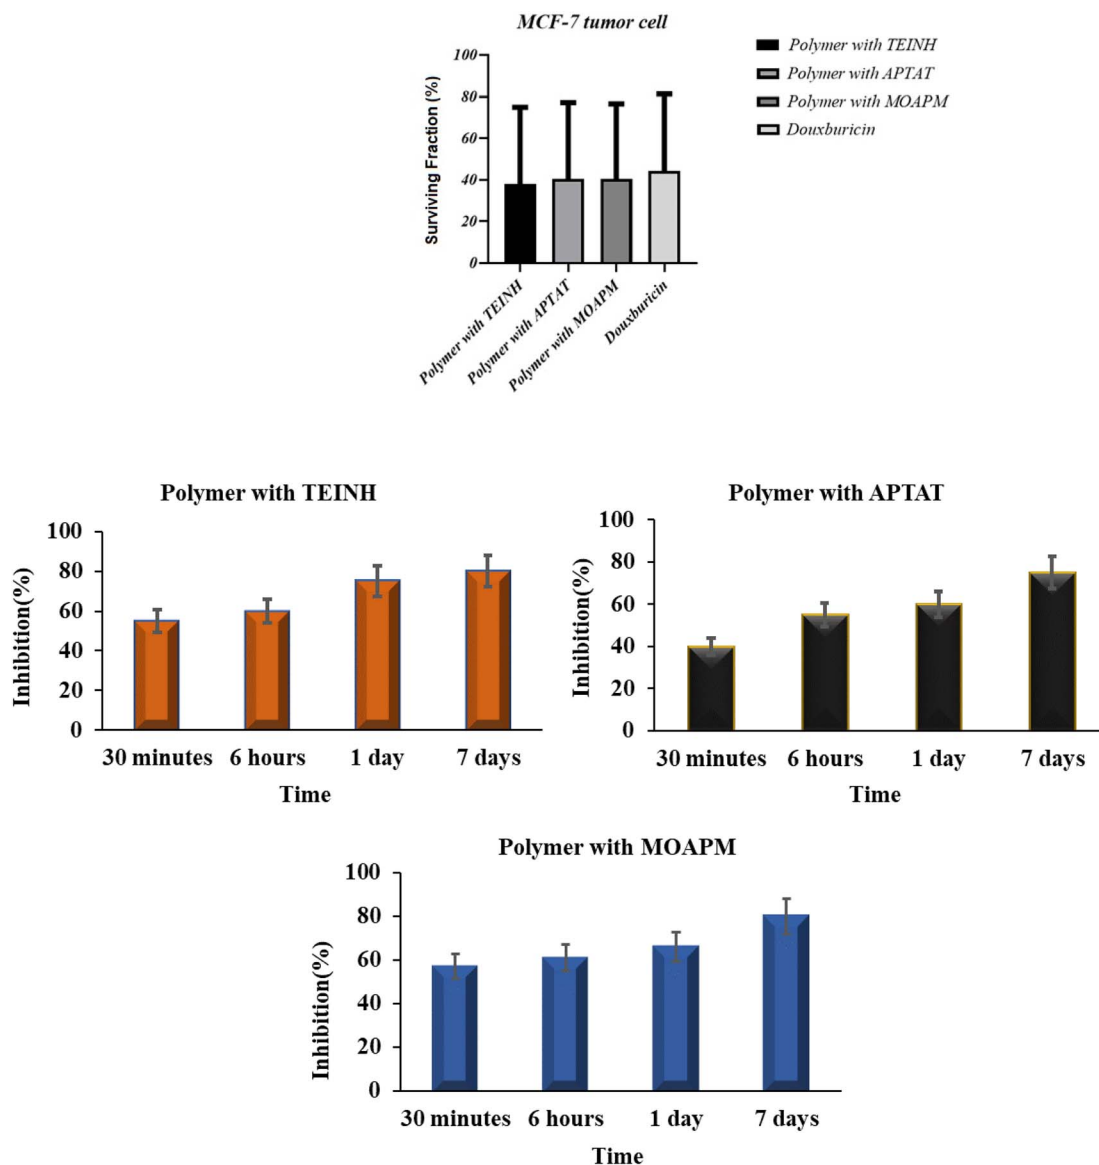 MCF-7 tumor cell
Surviving Fraction (%)
100
80
60
40
20
0
Polymer with TEINH
Polymer with APTAT
Polymer with MOAPM
Douxburicin
Polymer with TEINH
Polymer with APTAT
Polymer with MOAPM
Douxburicin
Polymer with TEINH
Inhibition(%)
100
80
60
40
20
0
30 minutes 6 hours 1 day 7 days
Time
Polymer with APTAT
Inhibition(%)
100
80
60
40
20
0
30 minutes 6 hours 1 day 7 days
Time
Polymer with MOAPM
Inhibition(%)
100
80
60
40
20
0
30 minutes 6 hours 1 day 7 days
Time